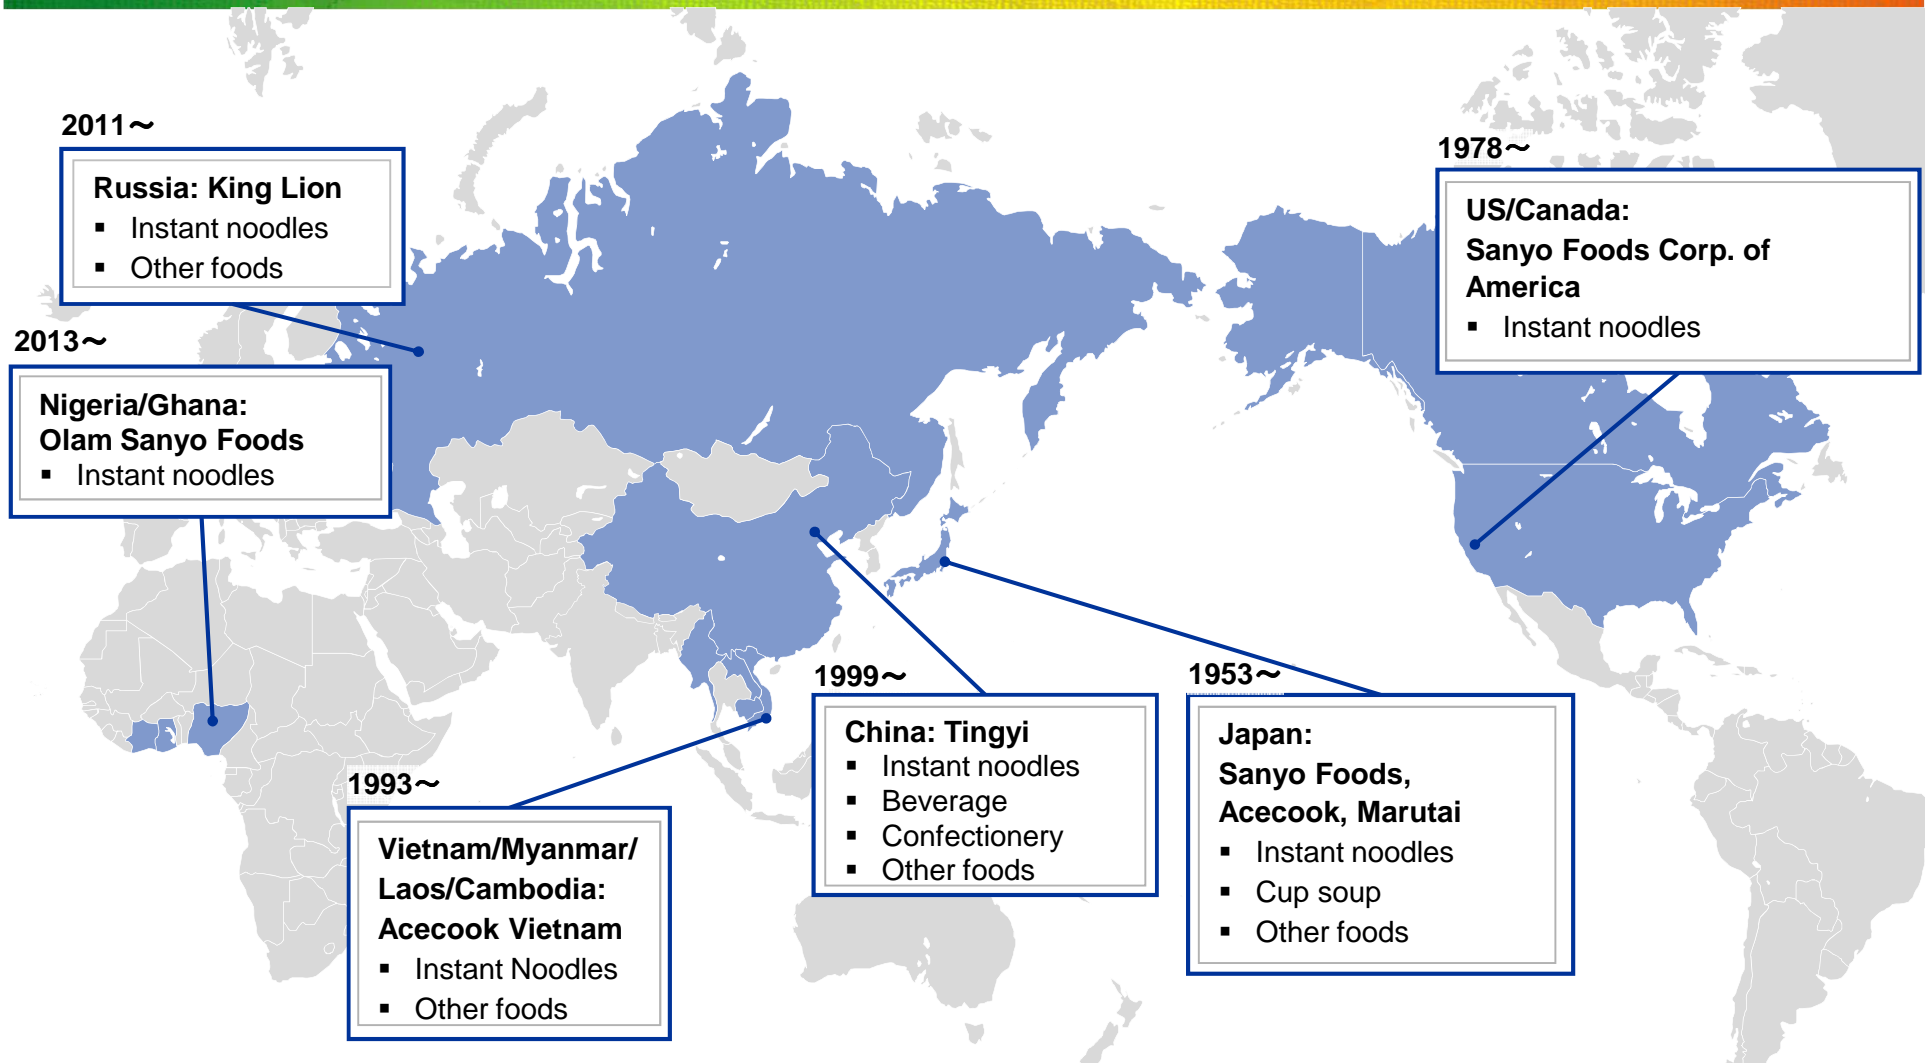 2011～
Russia: King Lion
▪ Instant noodles
▪ Other foods
2013～
Nigeria/Ghana:
Olam Sanyo Foods
▪ Instant noodles
1978～
US/Canada:
Sanyo Foods Corp. of
America
▪ Instant noodles
1993～
Vietnam/Myanmar/
Laos/Cambodia:
Acecook Vietnam
▪ Instant Noodles
▪ Other foods
1999～
China: Tingyi
▪ Instant noodles
▪ Beverage
▪ Confectionery
▪ Other foods
1953～
Japan:
Sanyo Foods,
Acecook, Marutai
▪ Instant noodles
▪ Cup soup
▪ Other foods